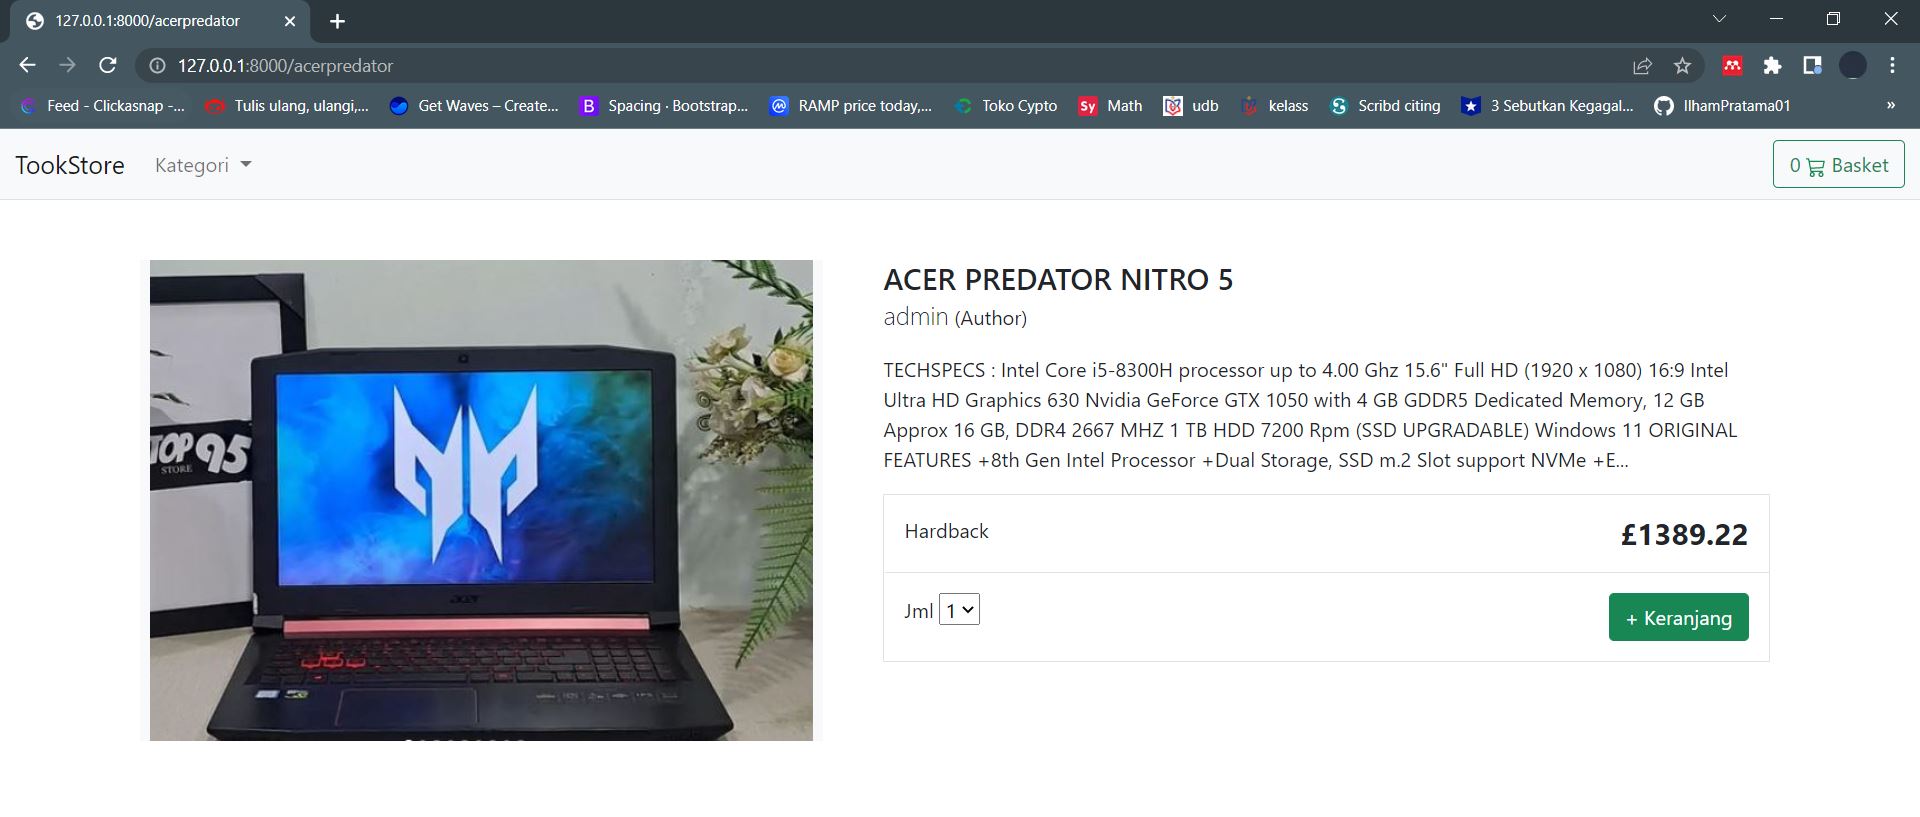 127.0.0.1:8000/acerpredator
127.0.0.1:8000/acerpredator
Feed - Clickasnap -...
Tulis ulang, ulangi,...
Get Waves – Create...
B Spacing · Bootstrap...
RAMP price today,...
Toko Cypto
Sy Math
udb
kelass
Scribd citing
3 Sebutkan Kegagal...
IlhamPratama01
»
TookStore
Kategori
0 Basket
TOP 95
STORE
acer
ACER PREDATOR NITRO 5
admin (Author)
TECHSPECS : Intel Core i5-8300H processor up to 4.00 Ghz 15.6" Full HD (1920 x 1080) 16:9 Intel
Ultra HD Graphics 630 Nvidia GeForce GTX 1050 with 4 GB GDDR5 Dedicated Memory, 12 GB
Approx 16 GB, DDR4 2667 MHZ 1 TB HDD 7200 Rpm (SSD UPGRADABLE) Windows 11 ORIGINAL
FEATURES +8th Gen Intel Processor +Dual Storage, SSD m.2 Slot support NVMe +E...
Hardback
£1389.22
Jml 1
+ Keranjang